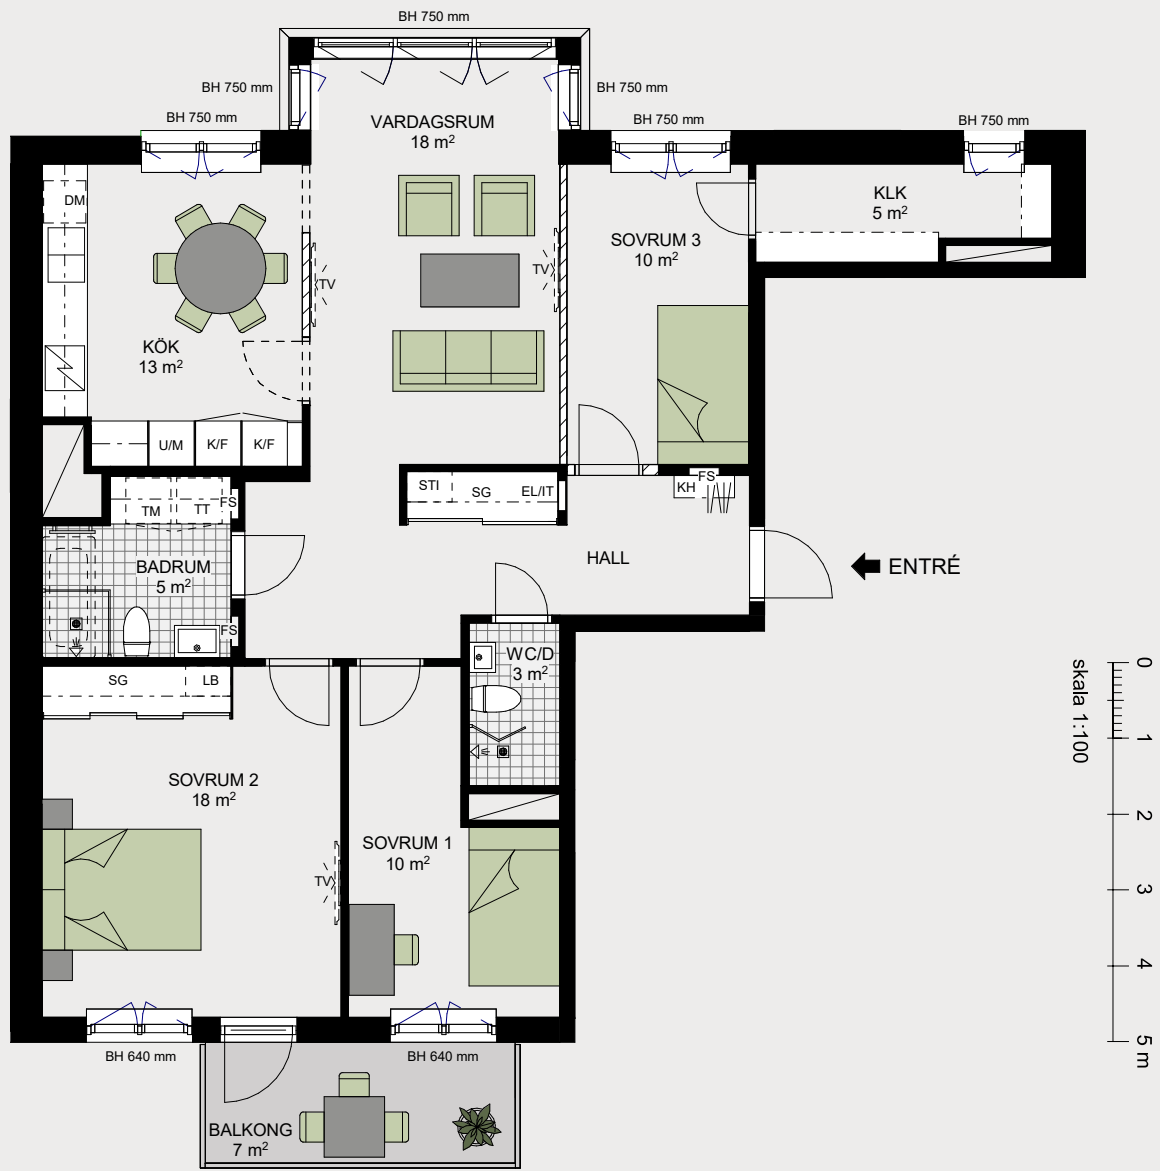 BH 750 mm
BH 750 mm
BH 750 mm
BH 750 mm
BH 750 mm
BH 750 mm
VARDAGSRUM
18 m²
DM
KLK
5 m²
SOVRUM 3
10 m²
TV
TV
KÖK
13 m²
U/M
K/F
K/F
STI
SG
EL/IT
KH
FS
TM
TT
FS
HALL
ENTRÉ
BADRUM
5 m²
FS
WC/D
3 m²
SG
LB
SOVRUM 2
18 m²
SOVRUM 1
10 m²
TV
skala 1:100
0
1
2
3
4
5 m
BH 640 mm
BH 640 mm
BALKONG
7 m²